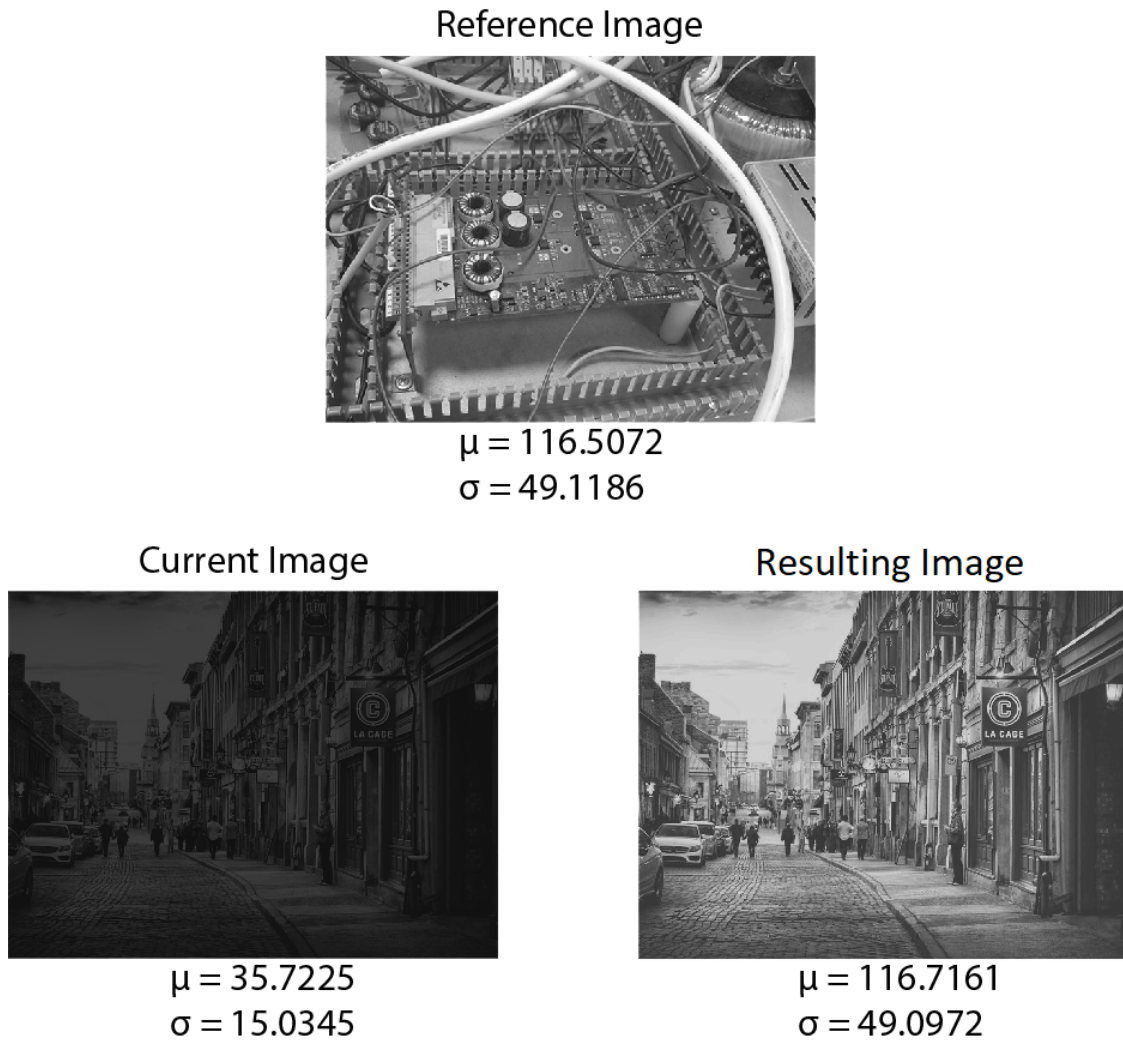 Reference Image
μ = 116.5072
σ = 49.1186
Current Image
Resulting Image
LA CAGE
LA CAGE
μ = 35.7225
σ = 15.0345
μ = 116.7161
σ = 49.0972